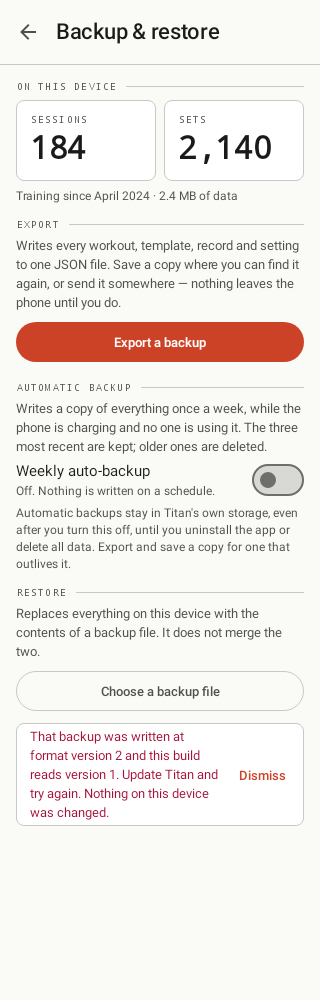 Backup & restore
ON THIS DEVICE
SESSIONS
184
SETS
2,140
Training since April 2024 · 2.4 MB of data
EXPORT
Writes every workout, template, record and setting
to one JSON file. Save a copy where you can find it
again, or send it somewhere — nothing leaves the
phone until you do.
Export a backup
AUTOMATIC BACKUP
Writes a copy of everything once a week, while the
phone is charging and no one is using it. The three
most recent are kept; older ones are deleted.
Weekly auto-backup
Off. Nothing is written on a schedule.
Automatic backups stay in Titan's own storage, even
after you turn this off, until you uninstall the app or
delete all data. Export and save a copy for one that
outlives it.
RESTORE
Replaces everything on this device with the
contents of a backup file. It does not merge the
two.
Choose a backup file
That backup was written at
format version 2 and this build
reads version 1. Update Titan and
try again. Nothing on this device
was changed.
Dismiss